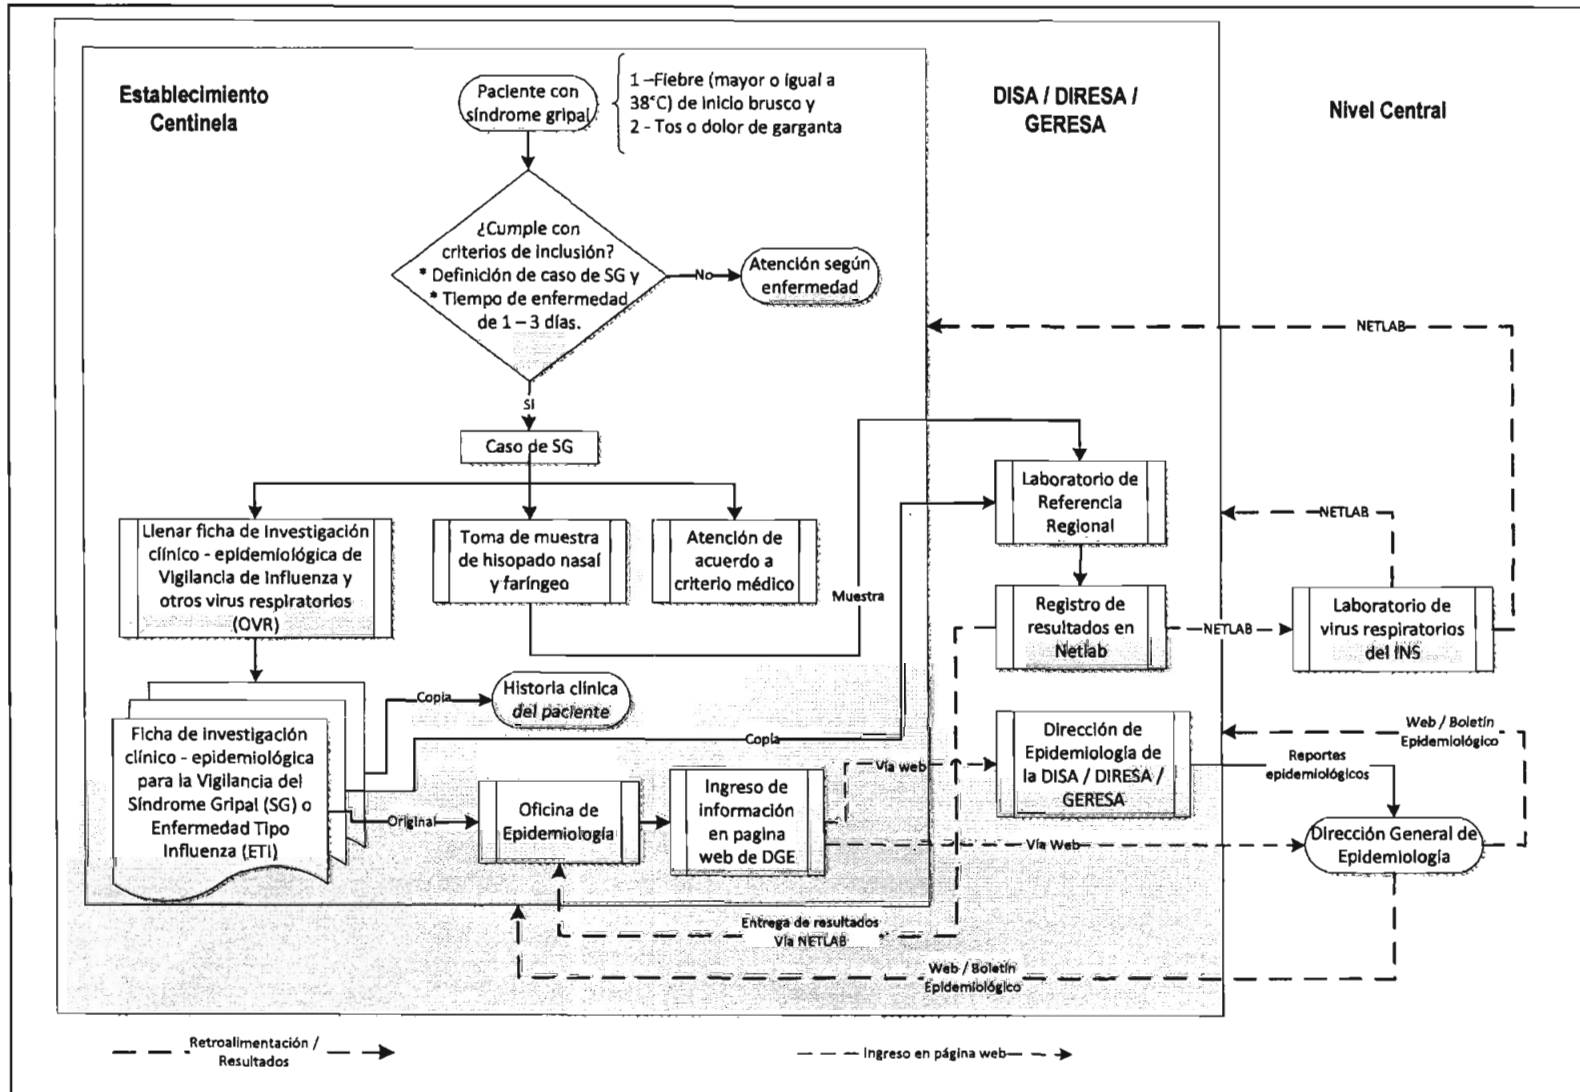 Establecimiento
Centinela
Paciente con
síndrome gripal
1 –Fiebre (mayor o igual a
38°C) de inicio brusco y
2 - Tos o dolor de garganta
DISA / DIRESA /
GERESA
Nivel Central
¿Cumple con
criterios de inclusión?
* Definición de caso de SG y
* Tiempo de enfermedad
de 1 – 3 días.
No
Atención según
enfermedad
NETLAB
Si
Caso de SG
Laboratorio de
Referencia
Regional
NETLAB
Llenar ficha de Investigación
clínico - epidemiológica de
Vigilancia de Influenza y
otros virus respiratorios
(OVR)
Toma de muestra
de hisopado nasal
y faríngeo
Atención de
acuerdo a
criterio médico
Muestra
Registro de
resultados en
Netlab
NETLAB
Laboratorio de
virus respiratorios
del INS
Copia
Historia clínica
del paciente
Ficha de investigación
clínico - epidemiológica
para la Vigilancia del
Síndrome Gripal (SG) o
Enfermedad Tipo
Influenza (ETI)
Copia
Original
Oficina de
Epidemiología
Ingreso de
información
en pagina
web de DGE
Vía web
Dirección de
Epidemiología de
la DISA / DIRESA /
GERESA
Web / Boletín
Epidemiológico
Reportes
epidemiológicos
Vía Web
Dirección General de
Epidemiología
Entrega de resultados
Vía NETLAB
Web / Boletín
Epidemiológico
Retroalimentación /
Resultados
Ingreso en página web